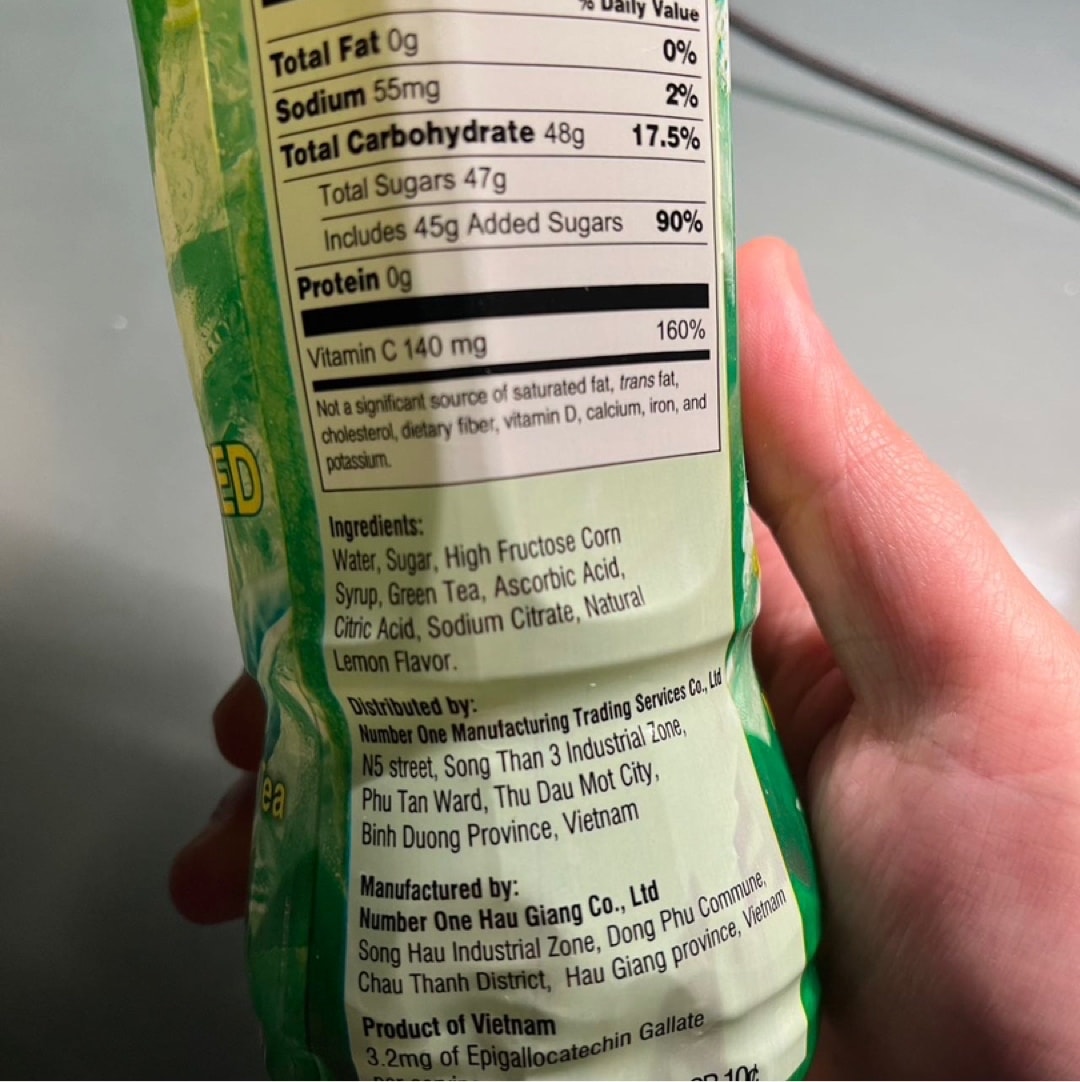 % Daily Value
Total Fat 0g 0%
Sodium 55mg 2%
Total Carbohydrate 48g 17.5%
Total Sugars 47g
Includes 45g Added Sugars 90%
Protein 0g
Vitamin C 140 mg 160%
Not a significant source of saturated fat, trans fat,
cholesterol, dietary fiber, vitamin D, calcium, iron, and
potassium.
ED
Ingredients:
Water, Sugar, High Fructose Corn
Syrup, Green Tea, Ascorbic Acid,
Citric Acid, Sodium Citrate, Natural
Lemon Flavor.
Distributed by:
Number One Manufacturing Trading Services Co., Ltd
N5 street, Song Than 3 Industrial Zone,
Phu Tan Ward, Thu Dau Mot City,
Binh Duong Province, Vietnam
ea
Manufactured by:
Number One Hau Giang Co., Ltd
Song Hau Industrial Zone, Dong Phu Commune,
Chau Thanh District, Hau Giang province, Vietnam
Product of Vietnam
3.2mg of Epigallocatechin Gallate
10¢